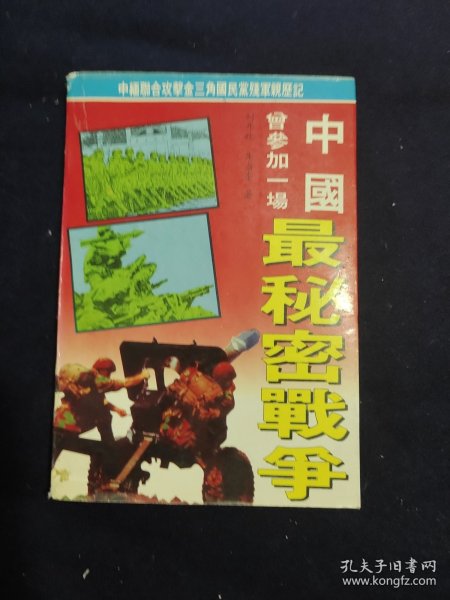 中緬聯合攻擊金三角國民黨殘軍親歷記
中國
曾參加一場
最秘密戰爭
著
孔夫子旧书网
www.kongfz.com